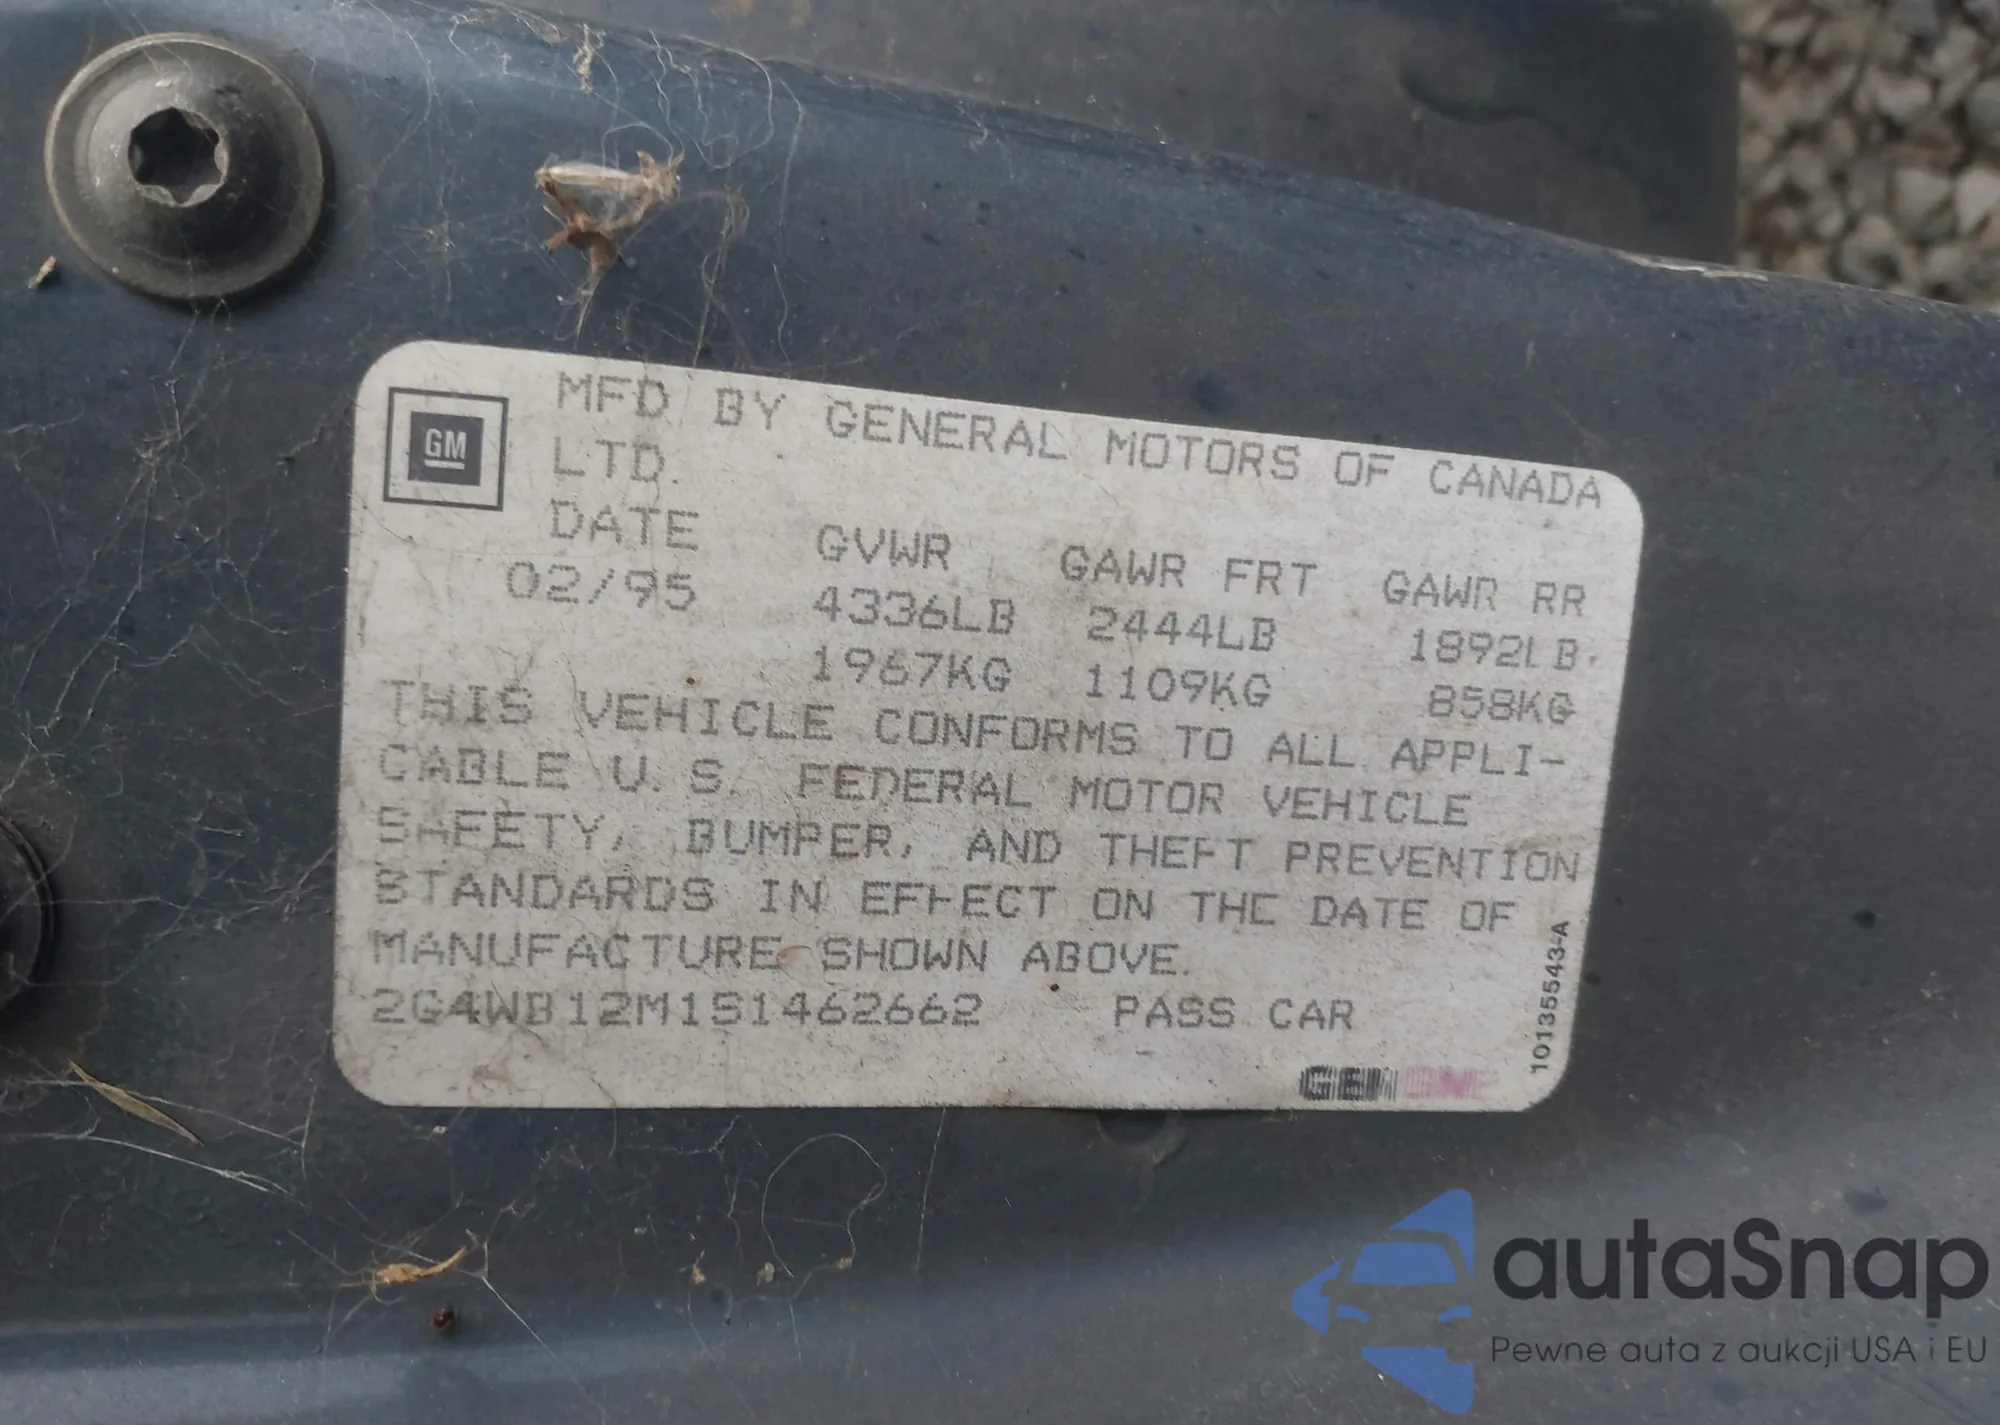 GM
MFD BY GENERAL MOTORS OF CANADA
LTD.
DATE GVWR GAWR FRT GAWR RR
02/95 4336LB 2444LB 1892LB
1967KG 1109KG 858KG
THIS VEHICLE CONFORMS TO ALL APPLI-
CABLE U.S. FEDERAL MOTOR VEHICLE
SAFETY, BUMPER, AND THEFT PREVENTION
STANDARDS IN EFFECT ON THE DATE OF
MANUFACTURE SHOWN ABOVE.
2G4WB12M1S1462662 PASS CAR
10135543-A
autoSnap
Pewne auta z aukcji USA i EU